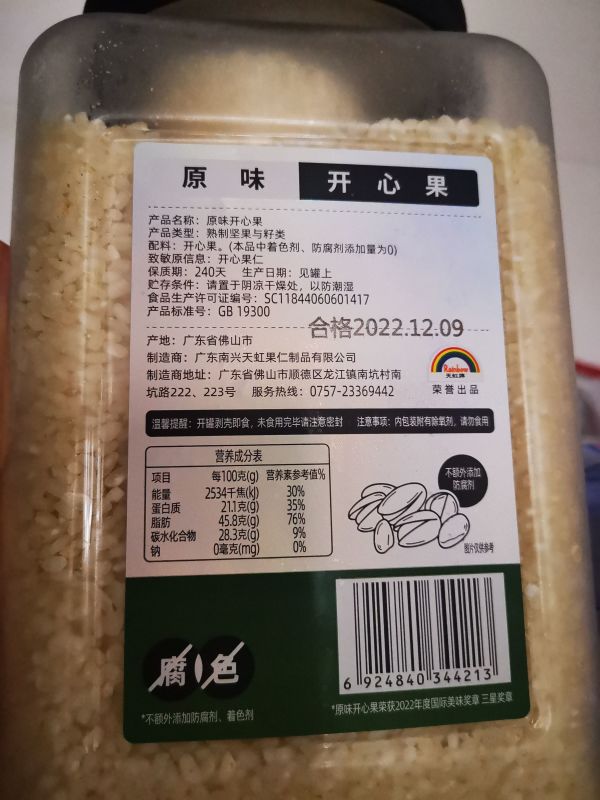 原味 开心果
产品名称：原味开心果
产品类型：熟制坚果与籽类
配料：开心果。(本品中着色剂、防腐剂添加量为0)
致敏原信息：开心果仁
保质期：240天 生产日期：见罐上
贮存条件：请置于阴凉干燥处，以防潮湿
食品生产许可证编号：SC11844060601417
产品标准号：GB 19300
合格2022.12.09
产地：广东省佛山市
制造商：广东南兴天虹果仁制品有限公司
制造商地址：广东省佛山市顺德区龙江镇南坑村南
坑路222、223号 服务热线：0757-23369442
Rainbow
天虹牌
荣誉出品
温馨提醒：开罐剥壳即食，未食用完毕请注意密封 注意事项：内包装附有除氧剂，请勿食用
营养成分表
项目 每100克(g) 营养素参考值%
能量 2534千焦(kJ) 30%
蛋白质 21.1克(g) 35%
脂肪 45.8克(g) 76%
碳水化合物 28.3克(g) 9%
钠 0毫克(mg) 0%
不额外添加
防腐剂
图片仅供参考
腐 色
*不额外添加防腐剂、着色剂
6 924840 344213
*原味开心果荣获2022年度国际美味奖章 三星奖章